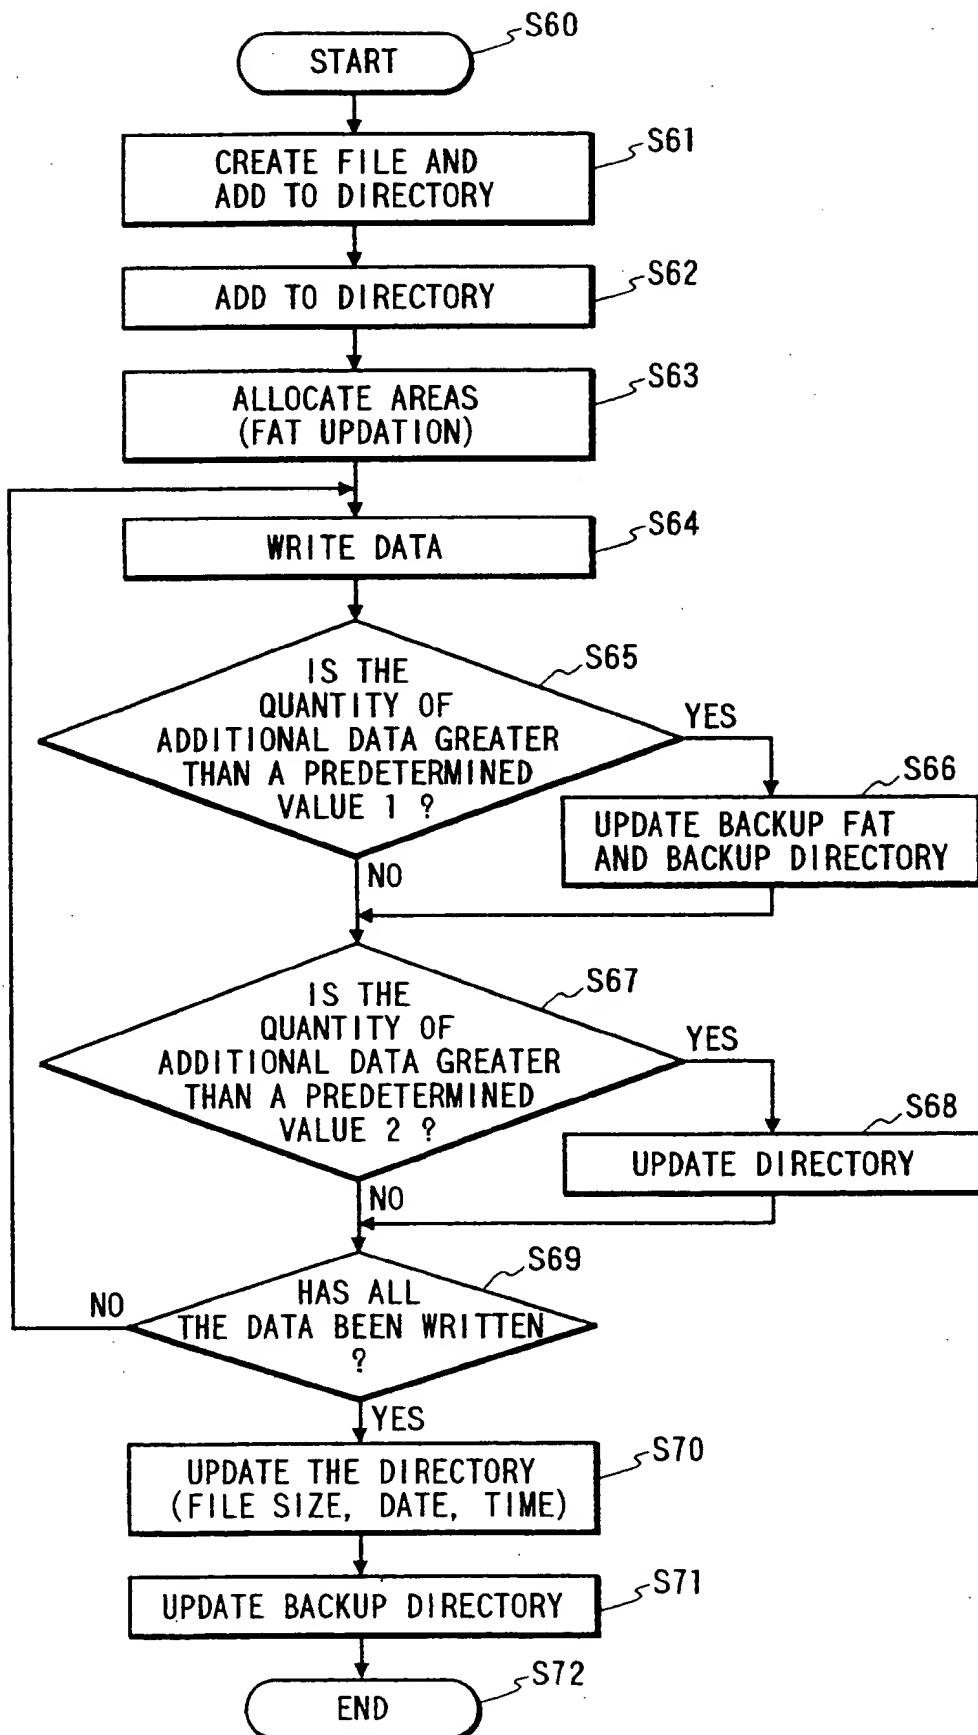 S60
START
S61
CREATE FILE AND
ADD TO DIRECTORY
S62
ADD TO DIRECTORY
S63
ALLOCATE AREAS
(FAT UPDATION)
S64
WRITE DATA
S65
IS THE
QUANTITY OF
ADDITIONAL DATA GREATER
THAN A PREDETERMINED
VALUE 1 ?
YES
S66
UPDATE BACKUP FAT
AND BACKUP DIRECTORY
NO
S67
IS THE
QUANTITY OF
ADDITIONAL DATA GREATER
THAN A PREDETERMINED
VALUE 2 ?
YES
S68
UPDATE DIRECTORY
NO
S69
HAS ALL
THE DATA BEEN WRITTEN
?
NO
YES
S70
UPDATE THE DIRECTORY
(FILE SIZE, DATE, TIME)
S71
UPDATE BACKUP DIRECTORY
S72
END